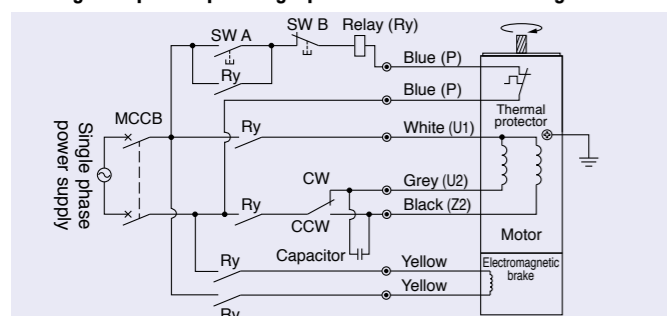 SW B
Relay (Ry)
SW A
Blue (P)
Ry
Blue (P)
Thermal
protector
MCCB
Ry
White (U1)
Single phase
power supply
CW
Grey (U2)
Black (Z2)
CCW
Motor
Capacitor
Ry
Yellow
Electromagnetic
brake
Yellow
Ry